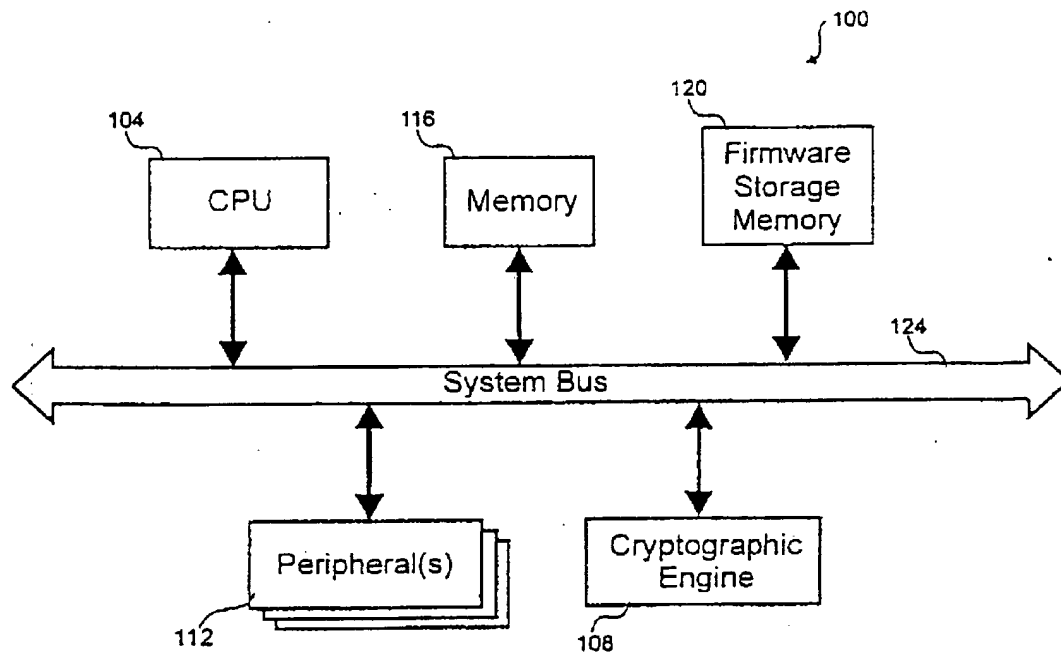 100
104
116
120
CPU
Memory
Firmware
Storage
Memory
124
System Bus
Peripheral(s)
Cryptographic
Engine
112
108